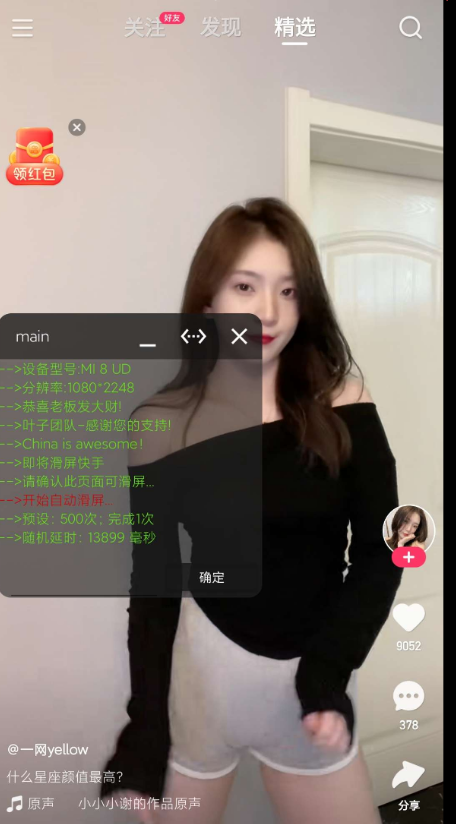 关注
好友
发现
精选
领红包
main
-->设备型号:MI 8 UD
-->分辨率:1080*2248
-->恭喜老板发大财!
-->叶子团队-感谢您的支持!
-->China is awesome!
-->即将滑屏快手
-->请确认此页面可滑屏...
-->开始自动滑屏...
-->预设：500次；完成1次
-->随机延时：13899 毫秒
确定
9052
378
@一网yellow
什么星座颜值最高?
原声 小小小谢的作品原声
分享